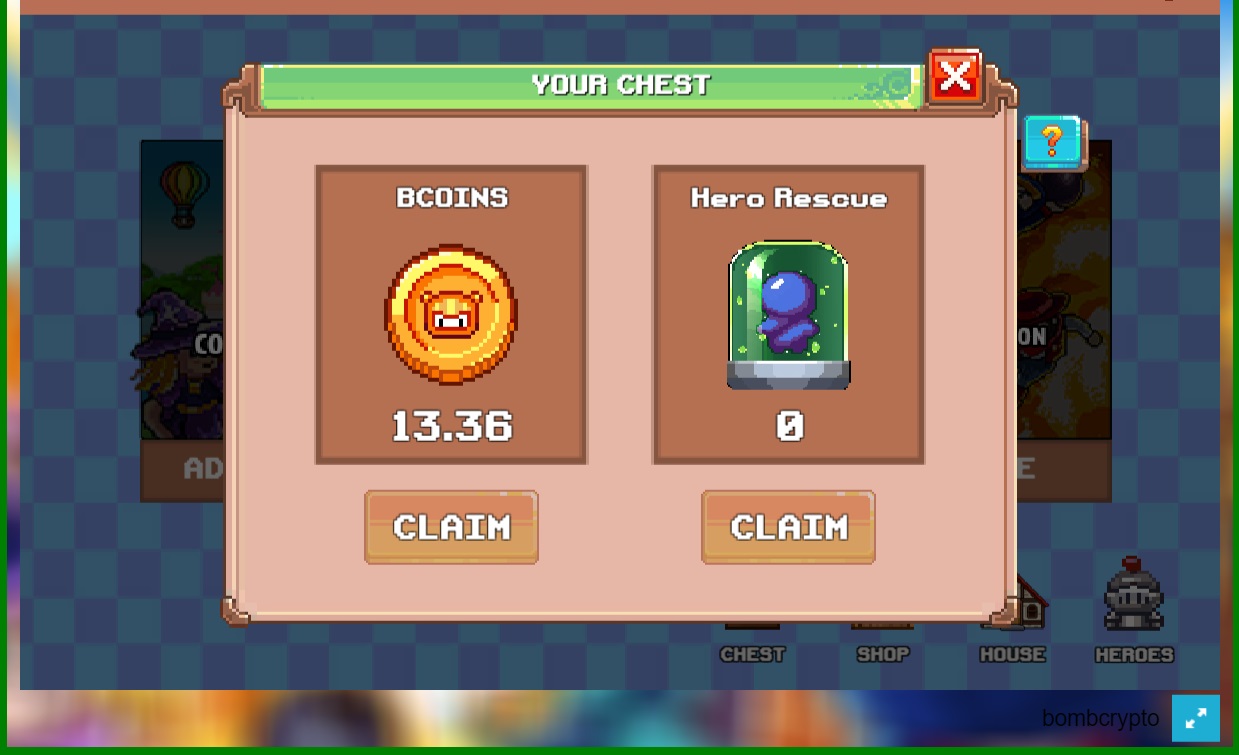 YOUR CHEST
?
BCOINS
Hero Rescue
CO
ON
13.36
0
AD
E
CLAIM
CLAIM
CHEST
SHOP
HOUSE
HEROES
bombcrypto